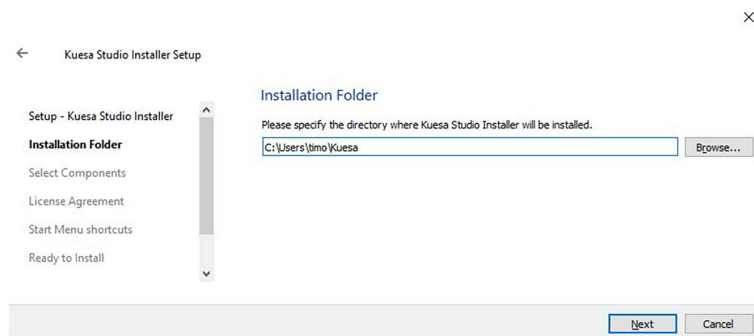 Kuesa Studio Installer Setup
Setup - Kuesa Studio Installer
Installation Folder
Select Components
License Agreement
Start Menu shortcuts
Ready to Install
Installation Folder
Please specify the directory where Kuesa Studio Installer will be installed.
C:\Users\timo\Kuesa
Browse...
Next
Cancel